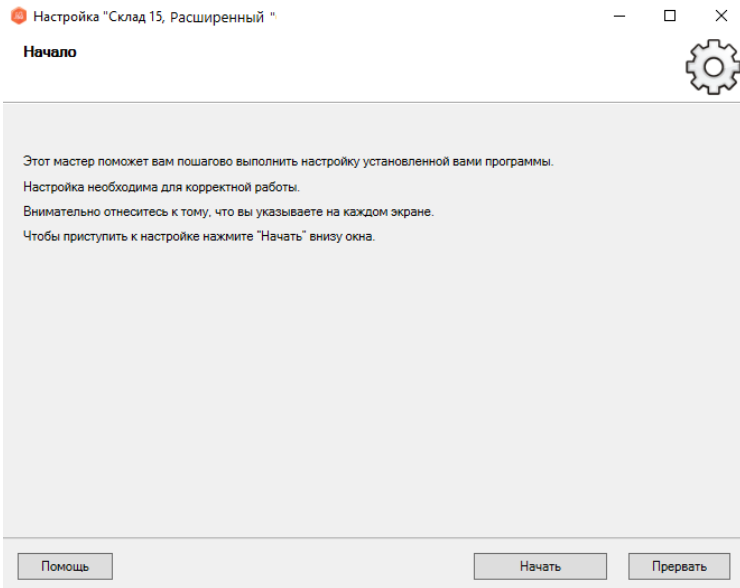 Настройка "Склад 15, Расширенный "
Начало
Этот мастер поможет вам пошагово выполнить настройку установленной вами программы.
Настройка необходима для корректной работы.
Внимательно отнеситесь к тому, что вы указываете на каждом экране.
Чтобы приступить к настройке нажмите "Начать" внизу окна.
Помощь
Начать
Прервать